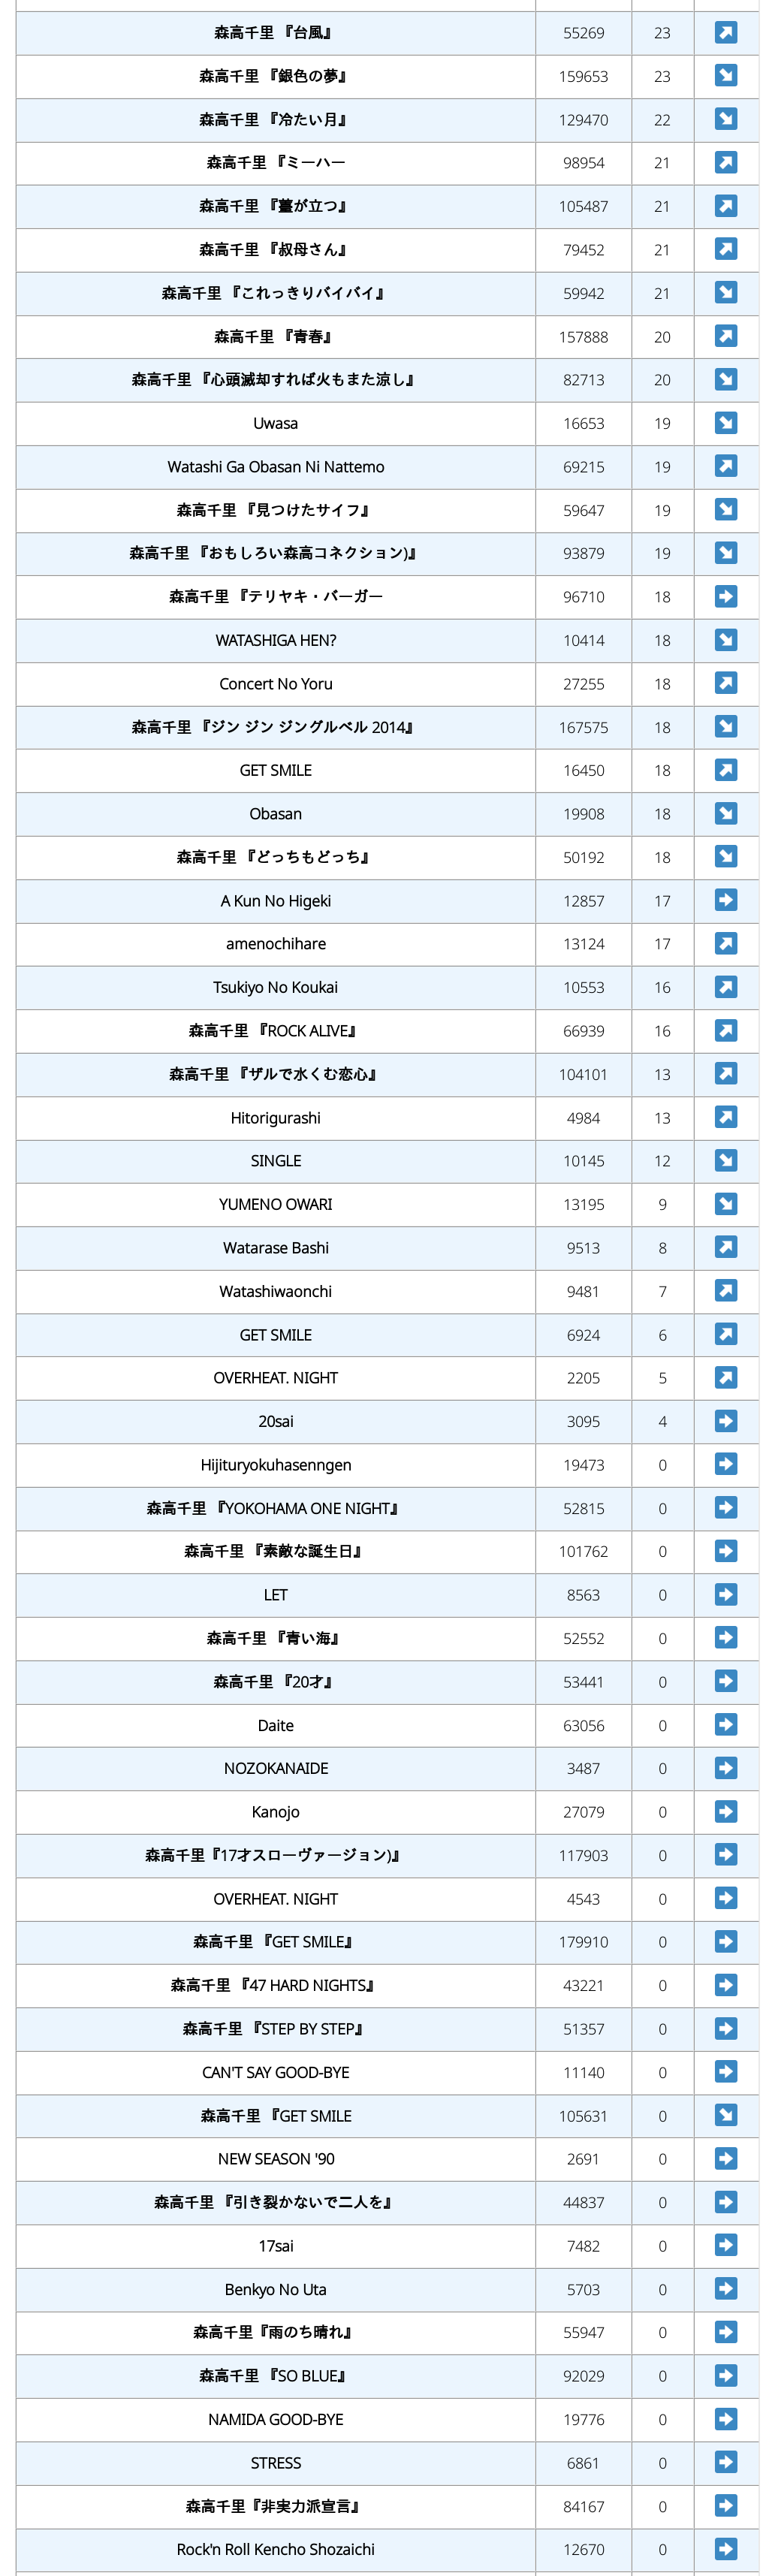 森高千里 『台風』 55269 23
森高千里 『銀色の夢』 159653 23
森高千里 『冷たい月』 129470 22
森高千里 『ミーハー 98954 21
森高千里 『薹が立つ』 105487 21
森高千里 『叔母さん』 79452 21
森高千里 『これっきりバイバイ』 59942 21
森高千里 『青春』 157888 20
森高千里 『心頭滅却すれば火もまた涼し』 82713 20
Uwasa 16653 19
Watashi Ga Obasan Ni Nattemo 69215 19
森高千里 『見つけたサイフ』 59647 19
森高千里 『おもしろい森高コネクション)』 93879 19
森高千里 『テリヤキ・バーガー 96710 18
WATASHIGA HEN? 10414 18
Concert No Yoru 27255 18
森高千里 『ジン ジン ジングルベル 2014』 167575 18
GET SMILE 16450 18
Obasan 19908 18
森高千里 『どっちもどっち』 50192 18
A Kun No Higeki 12857 17
amenochihare 13124 17
Tsukiyo No Koukai 10553 16
森高千里 『ROCK ALIVE』 66939 16
森高千里 『ザルで水くむ恋心』 104101 13
Hitorigurashi 4984 13
SINGLE 10145 12
YUMENO OWARI 13195 9
Watarase Bashi 9513 8
Watashiwaonchi 9481 7
GET SMILE 6924 6
OVERHEAT. NIGHT 2205 5
20sai 3095 4
Hijituryokuhasenngen 19473 0
森高千里 『YOKOHAMA ONE NIGHT』 52815 0
森高千里 『素敵な誕生日』 101762 0
LET 8563 0
森高千里 『青い海』 52552 0
森高千里 『20才』 53441 0
Daite 63056 0
NOZOKANAIDE 3487 0
Kanojo 27079 0
森高千里『17才スローヴァージョン)』 117903 0
OVERHEAT. NIGHT 4543 0
森高千里 『GET SMILE』 179910 0
森高千里 『47 HARD NIGHTS』 43221 0
森高千里 『STEP BY STEP』 51357 0
CAN'T SAY GOOD-BYE 11140 0
森高千里 『GET SMILE 105631 0
NEW SEASON '90 2691 0
森高千里 『引き裂かないで二人を』 44837 0
17sai 7482 0
Benkyo No Uta 5703 0
森高千里『雨のち晴れ』 55947 0
森高千里 『SO BLUE』 92029 0
NAMIDA GOOD-BYE 19776 0
STRESS 6861 0
森高千里『非実力派宣言』 84167 0
Rock'n Roll Kencho Shozaichi 12670 0